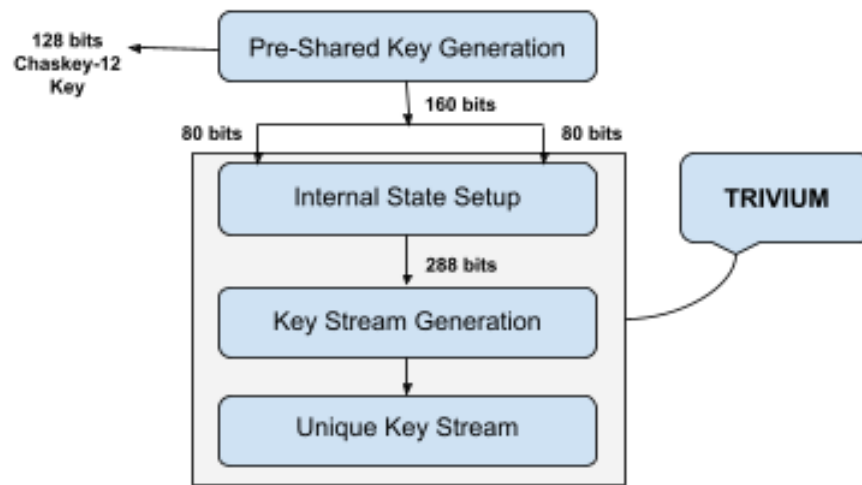 128 bits
Chaskey-12
Key
Pre-Shared Key Generation
160 bits
80 bits
80 bits
Internal State Setup
TRIVIUM
288 bits
Key Stream Generation
Unique Key Stream